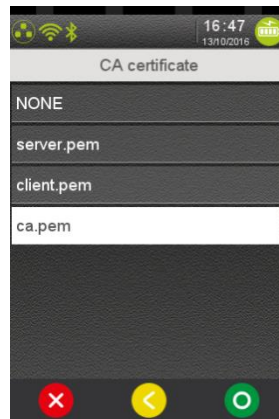 16:47
13/10/2016
CA certificate
NONE
server.pem
client.pem
ca.pem